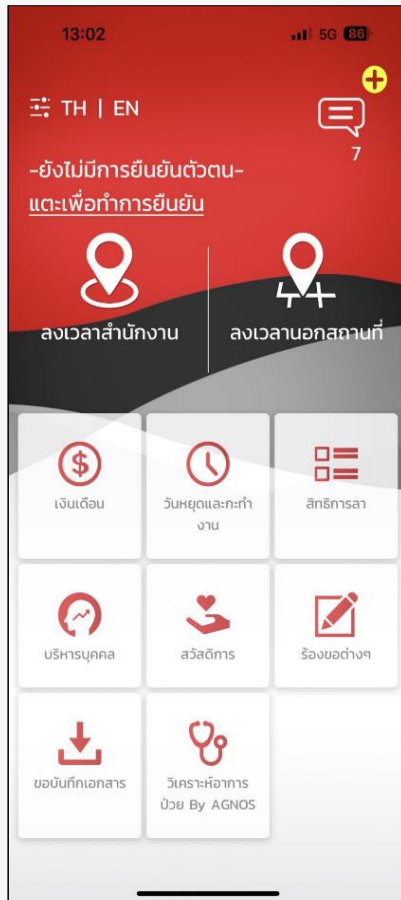 13:02 5G 86
TH | EN
7
-ยังไม่มีการยืนยันตัวตน-
แตะเพื่อทำการยืนยัน
ลงเวลาสำนักงาน ลงเวลานอกสถานที่
เงินเดือน วันหยุดและกะทำ สิทธิการลา
งาน
บริหารบุคคล สวัสดิการ ร้องขอต่างๆ
ขอบันทึกเอกสาร วิเคราะห์อาการ
ป่วย By AGNOS